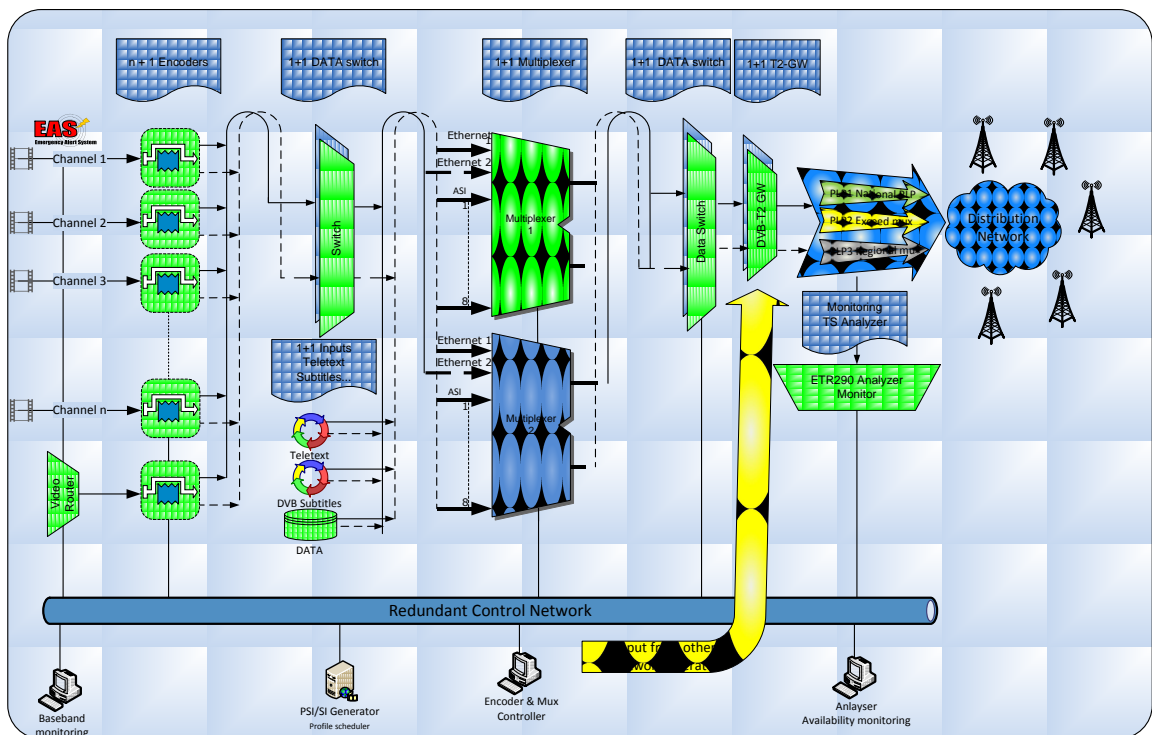 n + 1 Encoders
1+1 DATA switch
1+1 Multiplexer
1+1 DATA switch
1+1 T2-GW
EAS
Emergency Alert System
Channel 1
Channel 2
Channel 3
Channel n
Video
Router
Switch
1+1 Inputs
Teletext
Subtitles...
Teletext
DVB Subtitles
DATA
Ethernet
1
Ethernet 2
ASI
1
8
Multiplexer
1
Ethernet 1
Ethernet 2
ASI
1
8
Multiplexer
2
Data Switch
DVB-T2 GW
PLP1 National PLP
PLP2
mux
PLP3 Regional mux
Distribution
Network
Monitoring
TS Analyzer
ETR290 Analyzer
Monitor
Redundant Control Network
from other
Baseband
monitoring
PSI/SI Generator
Profile scheduler
Encoder & Mux
Controller
Anlayser
Availability monitoring